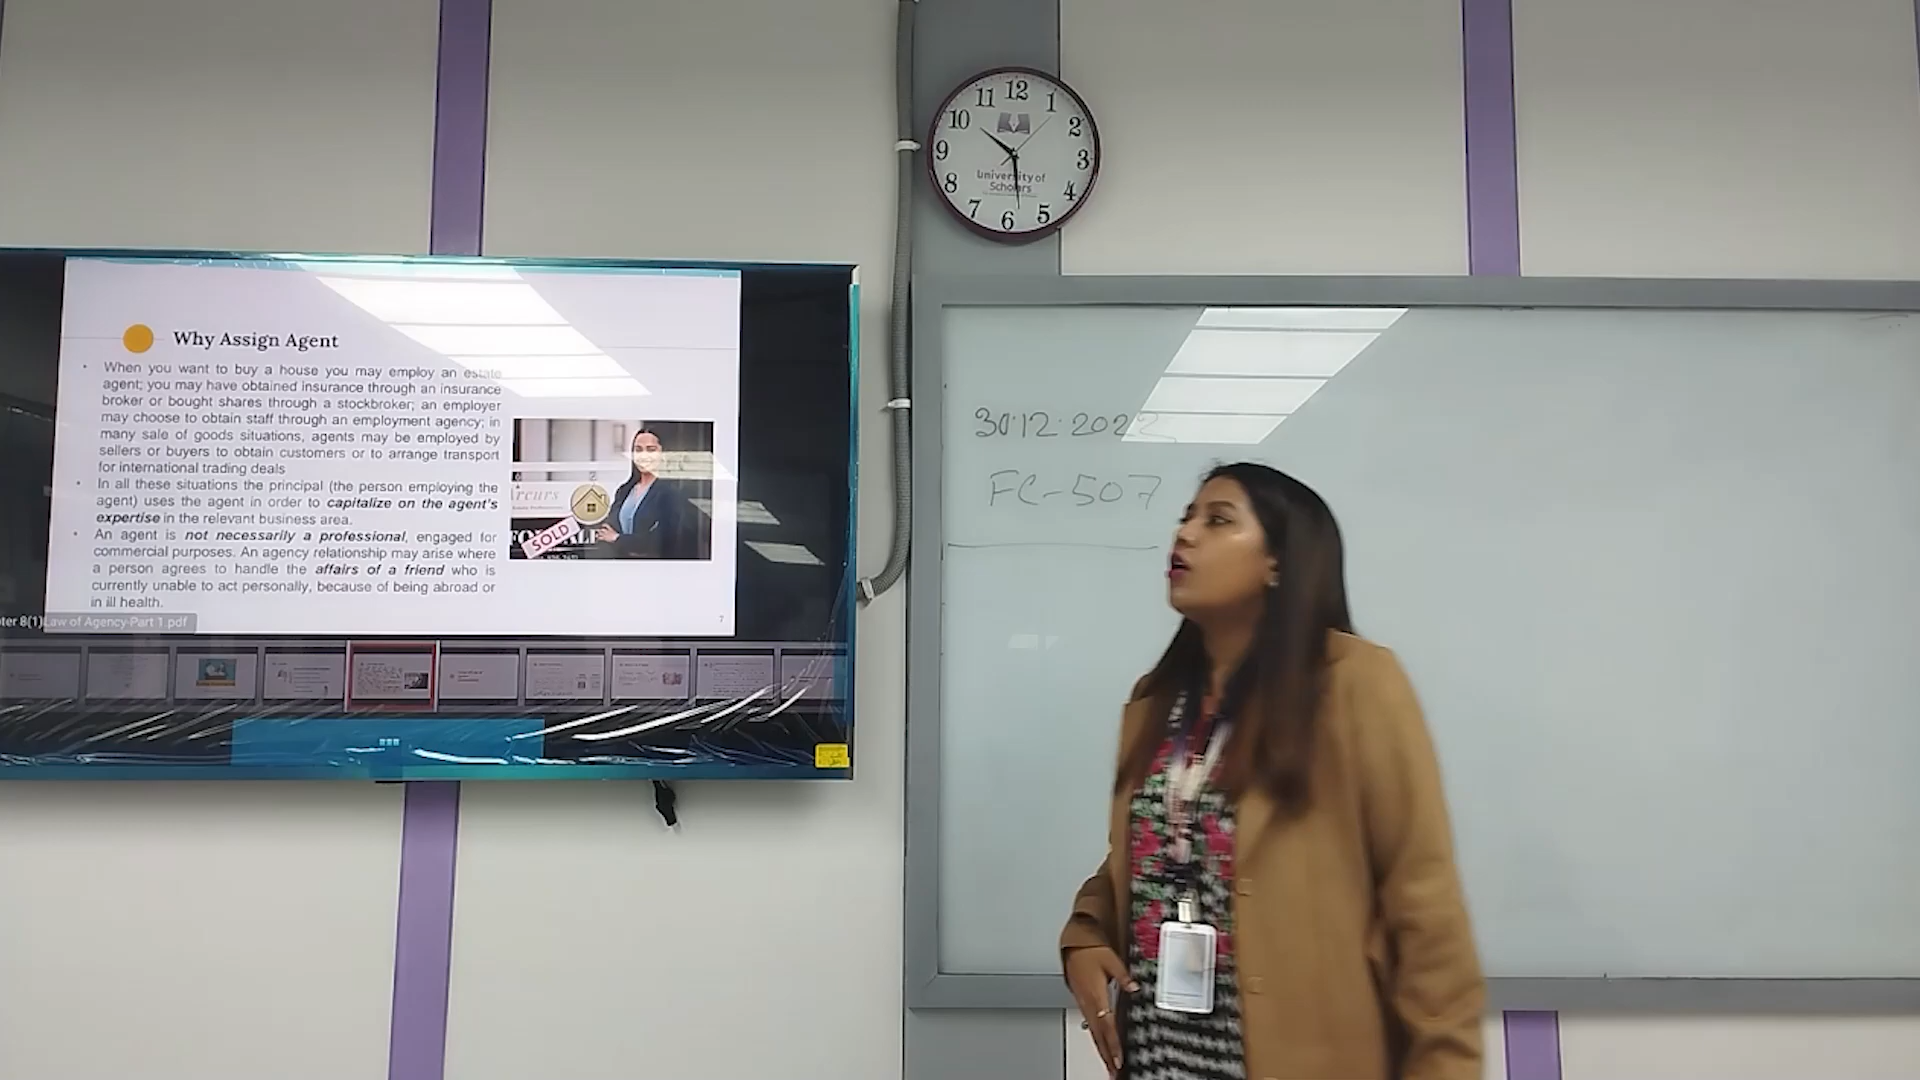 12
1
2
3
4
5
6
7
8
9
10
11
University of
Scholars
Why Assign Agent
When you want to buy a house you may employ an estate
agent; you may have obtained insurance through an insurance
broker or bought shares through a stockbroker; an employer
may choose to obtain staff through an employment agency; in
many sale of goods situations, agents may be employed by
sellers or buyers to obtain customers or to arrange transport
for international trading deals
In all these situations the principal (the person employing the
agent) uses the agent in order to capitalize on the agent's
expertise in the relevant business area.
An agent is not necessarily a professional, engaged for
commercial purposes. An agency relationship may arise where
a person agrees to handle the affairs of a friend who is
currently unable to act personally, because of being abroad or
in ill health.
SOLD
7
ter 8(1)Law of Agency-Part 1.pdf
30.12.2022
FC-507